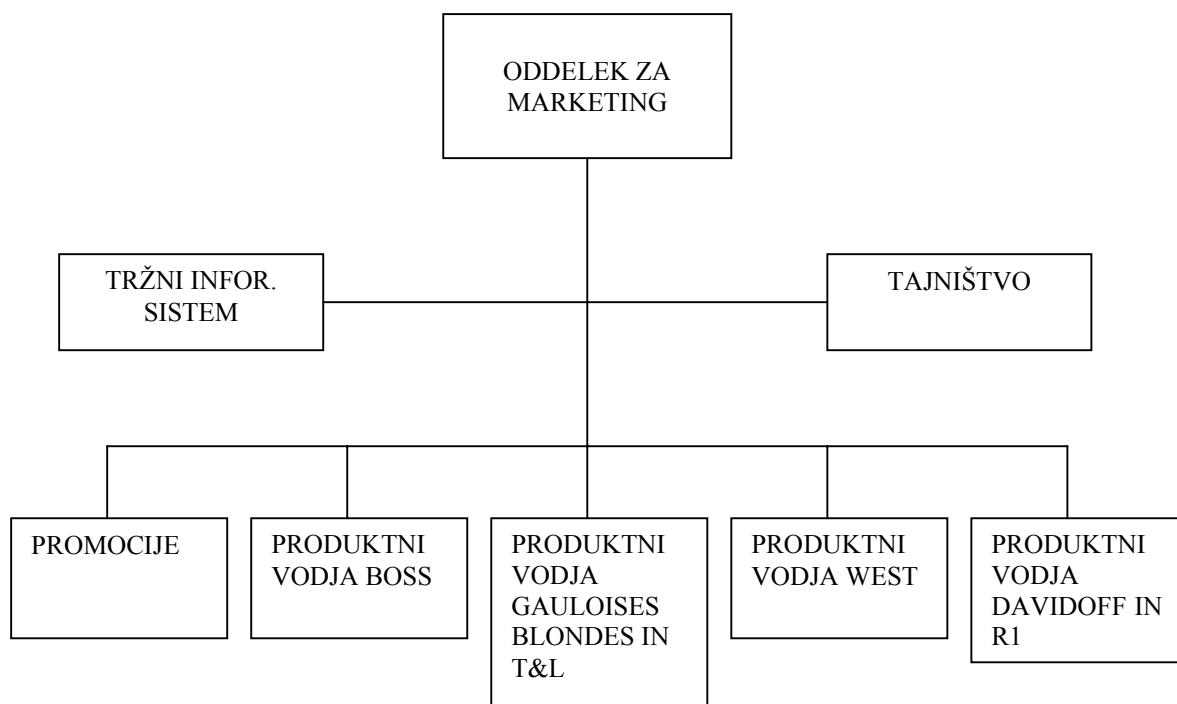 ODDELEK ZA
MARKETING
TRŽNI INFOR.
SISTEM
TAJNIŠTVO
PROMOCIJE
PRODUKTNI
VODJA BOSS
PRODUKTNI
VODJA
GAULOISES
BLONDES IN
T&L
PRODUKTNI
VODJA WEST
PRODUKTNI
VODJA
DAVIDOFF IN
R1